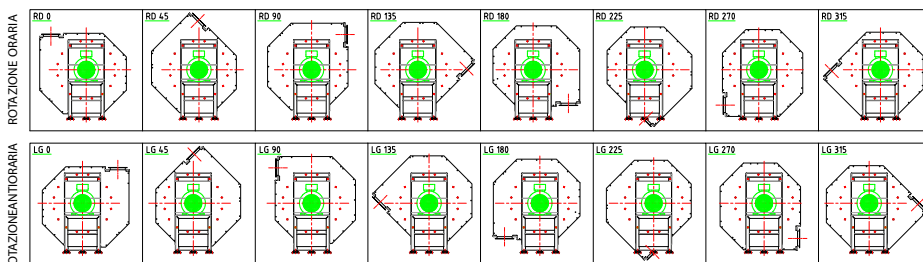 ROTAZIONE ORARIA
RD 0 RD 45 RD 90 RD 135 RD 180 RD 225 RD 270 RD 315
OTAZIONEANTIORARIA
LG 0 LG 45 LG 90 LG 135 LG 180 LG 225 LG 270 LG 315